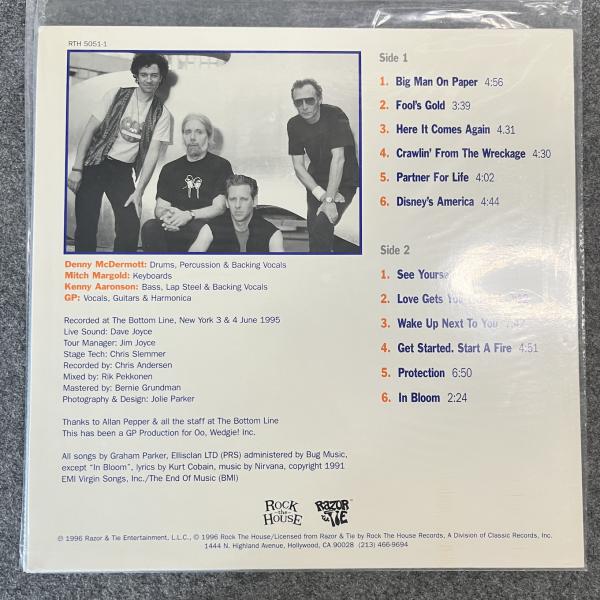 RTH 5051-1
Denny McDermott: Drums, Percussion & Backing Vocals
Mitch Margold: Keyboards
Kenny Aaronson: Bass, Lap Steel & Backing Vocals
GP: Vocals, Guitars & Harmonica
Recorded at The Bottom Line, New York 3 & 4 June 1995
Live Sound: Dave Joyce
Tour Manager: Jim Joyce
Stage Tech: Chris Slemmer
Recorded by: Chris Andersen
Mixed by: Rik Pekkonen
Mastered by: Bernie Grundman
Photography & Design: Jolie Parker
Thanks to Allan Pepper & all the staff at The Bottom Line
This has been a GP Production for Oo, Wedgie! Inc.
All songs by Graham Parker, Ellisclan LTD (PRS) administered by Bug Music,
except "In Bloom", lyrics by Kurt Cobain, music by Nirvana, copyright 1991
EMI Virgin Songs, Inc./The End Of Music (BMI)
Side 1
1. Big Man On Paper 4:56
2. Fool's Gold 3:39
3. Here It Comes Again 4.31
4. Crawlin' From The Wreckage 4:30
5. Partner For Life 4:02
6. Disney's America 4:44
Side 2
1. See
2. Love Gets
3. Wake Up Next To You
4. Get Started. Start A Fire 4:51
5. Protection 6:50
6. In Bloom 2:24
ROCK
the
HOUSE
RAZOR
& TIE
℗ 1996 Razor & Tie Entertainment, L.L.C., © 1996 Rock The House/Licensed from Razor & Tie by Rock The House Records, A Division of Classic Records, Inc.
1444 N. Highland Avenue, Hollywood, CA 90028 (213) 466-9694